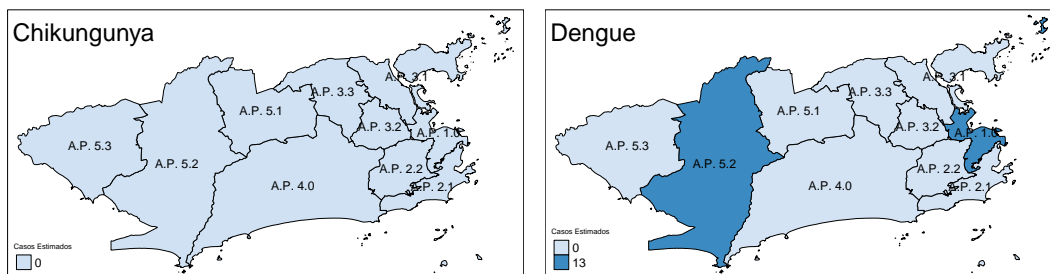 Chikungunya
A.P. 3.1
A.P. 3.3
A.P. 5.1
A.P. 3.2
A.P. 1.0
A.P. 5.3
A.P. 5.2
A.P. 2.2
A.P. 4.0
A.P. 2.1
Casos Estimados
0
Dengue
A.P. 3.1
A.P. 3.3
A.P. 5.1
A.P. 3.2
A.P. 1.0
A.P. 5.3
A.P. 5.2
A.P. 2.2
A.P. 4.0
A.P. 2.1
Casos Estimados
0
13